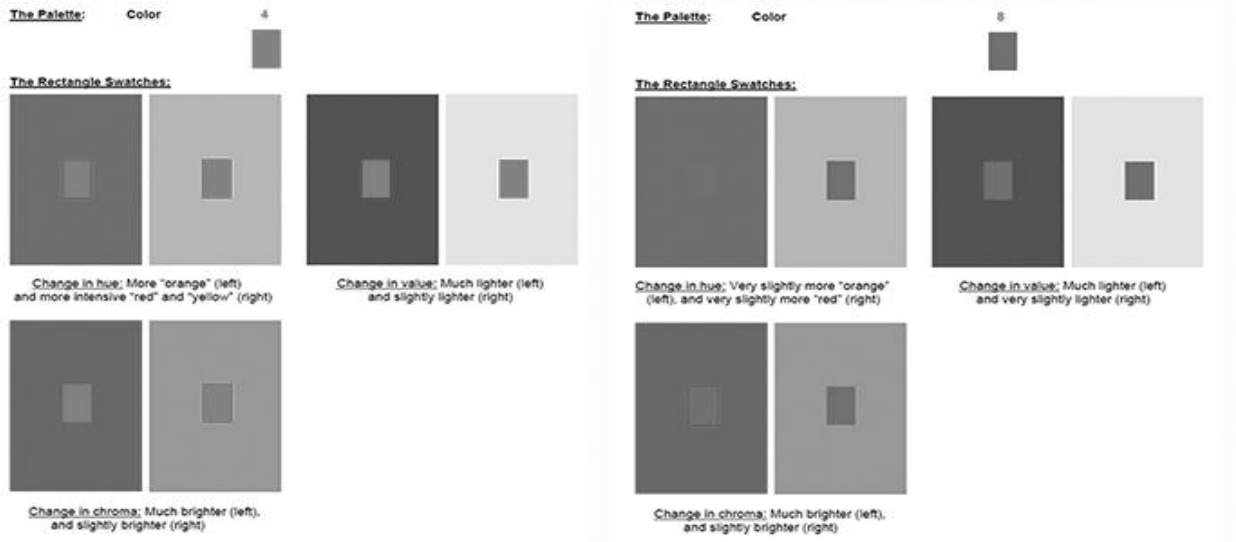 The Palette: Color 4
The Rectangle Swatches:
Change in hue: More "orange" (left)
and more intensive "red" and "yellow" (right)
Change in value: Much lighter (left)
and slightly lighter (right)
Change in chroma: Much brighter (left),
and slightly brighter (right)
The Palette: Color 8
The Rectangle Swatches:
Change in hue: Very slightly more "orange"
(left), and very slightly more "red" (right)
Change in value: Much lighter (left)
and very slightly lighter (right)
Change in chroma: Much brighter (left),
and slightly brighter (right)